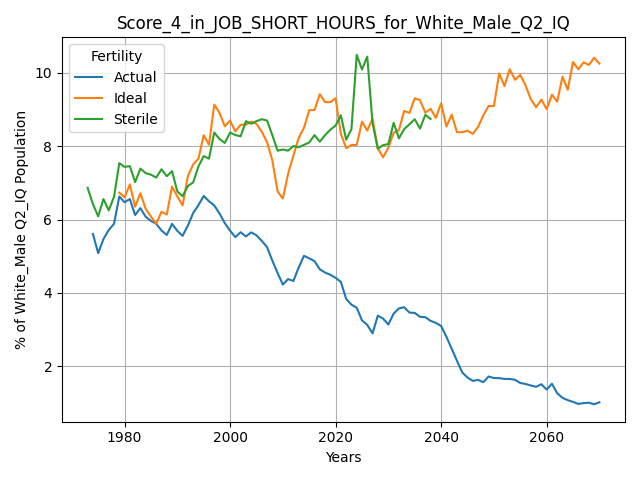 Score_4_in_JOB_SHORT_HOURS_for_White_Male_Q2_IQ
% of White_Male Q2_IQ Population
10
8
6
4
2
Fertility
Actual
Ideal
Sterile
1980
2000
2020
2040
2060
Years